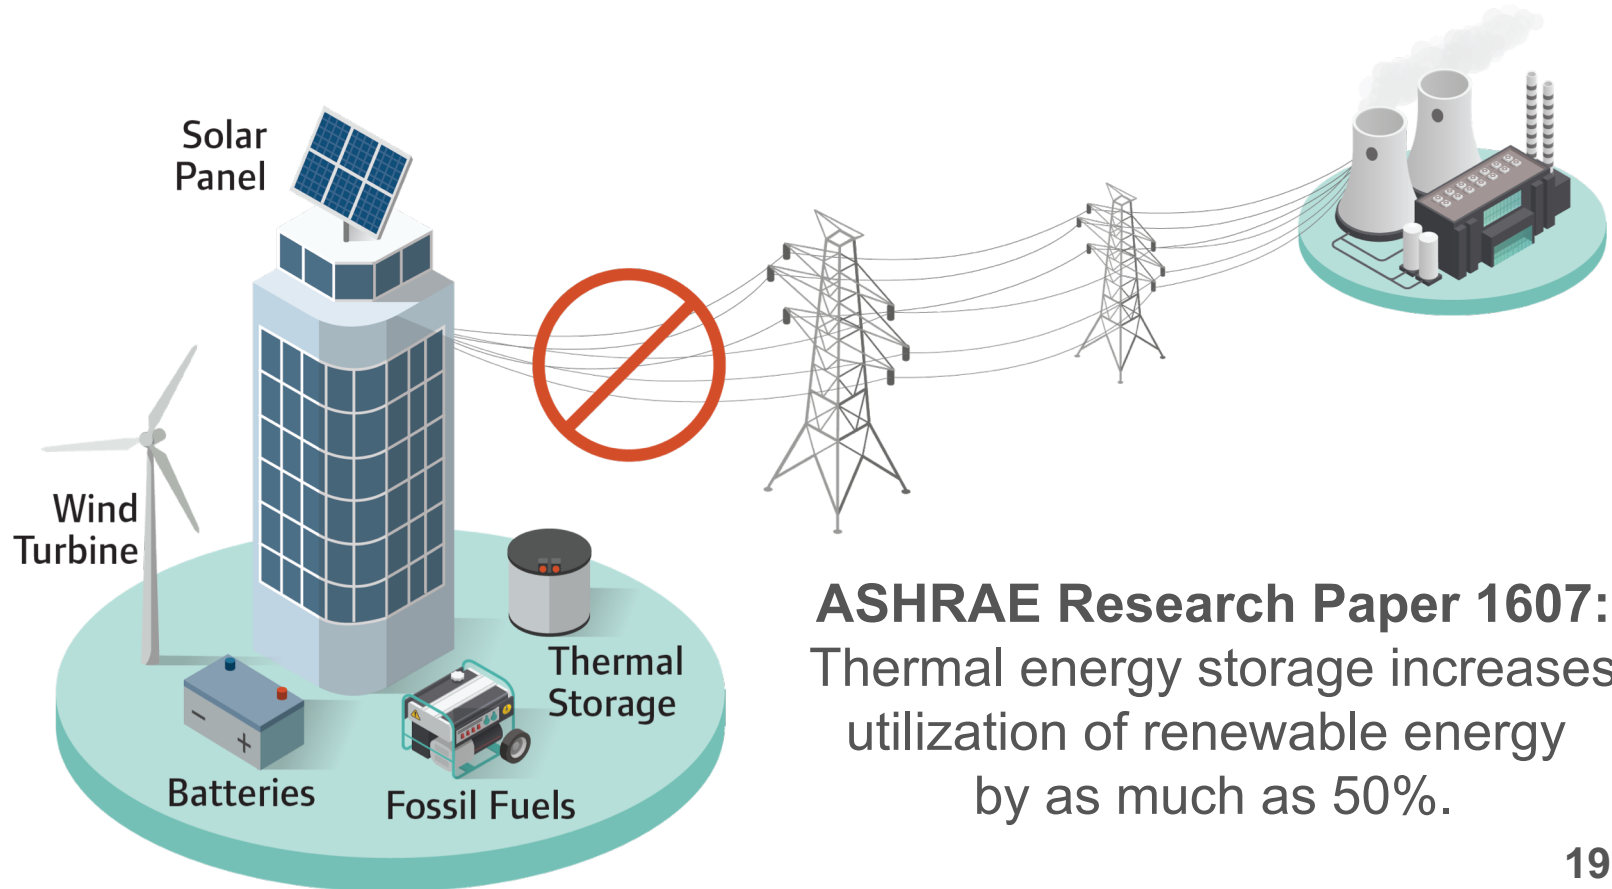 Solar
Panel
Wind
Turbine
Thermal
Storage
Batteries
Fossil Fuels
ASHRAE Research Paper 1607:
Thermal energy storage increases
utilization of renewable energy
by as much as 50%.
19